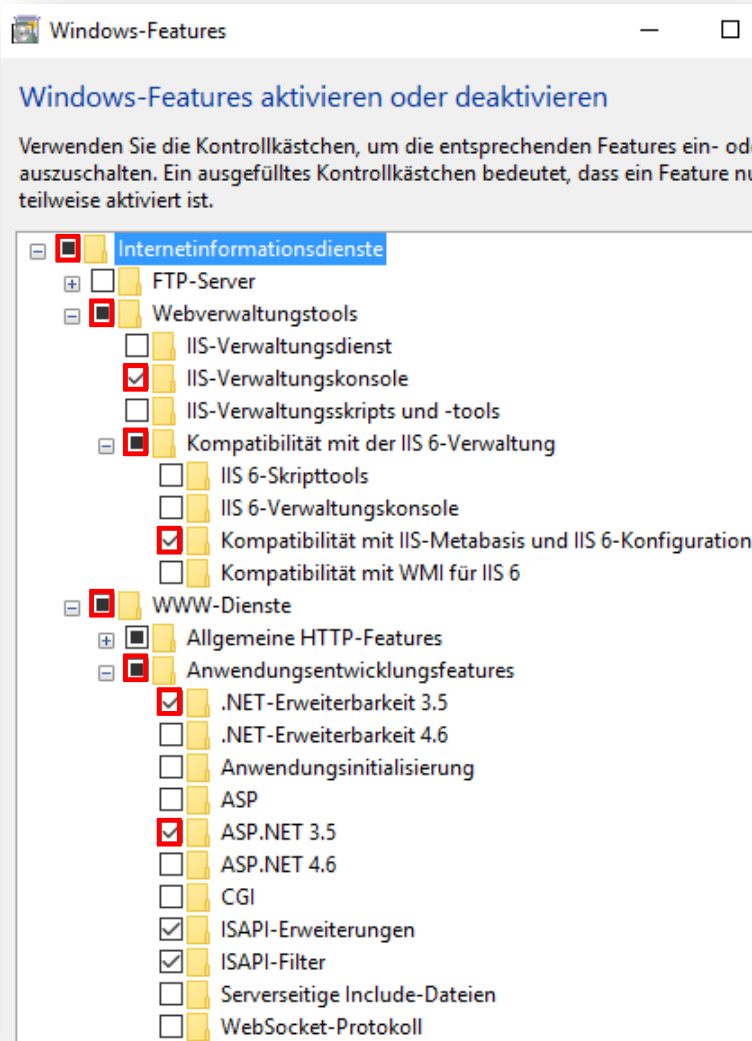 Windows-Features
Windows-Features aktivieren oder deaktivieren
Verwenden Sie die Kontrollkästchen, um die entsprechenden Features ein-
auszuschalten. Ein ausgefülltes Kontrollkästchen bedeutet, dass ein Feature
teilweise aktiviert ist.
Internetinformationsdienste
FTP-Server
Webverwaltungstools
IIS-Verwaltungsdienst
IIS-Verwaltungskonsole
IIS-Verwaltungsskripts und -tools
Kompatibilität mit der IIS 6-Verwaltung
IIS 6-Skripttools
IIS 6-Verwaltungskonsole
Kompatibilität mit IIS-Metabasis und IIS 6-Konfiguration
Kompatibilität mit WMI für IIS 6
WWW-Dienste
Allgemeine HTTP-Features
Anwendungsentwicklungsfeatures
.NET-Erweiterbarkeit 3.5
.NET-Erweiterbarkeit 4.6
Anwendungsinitialisierung
ASP
ASP.NET 3.5
ASP.NET 4.6
CGI
ISAPI-Erweiterungen
ISAPI-Filter
Serverseitige Include-Dateien
WebSocket-Protokoll